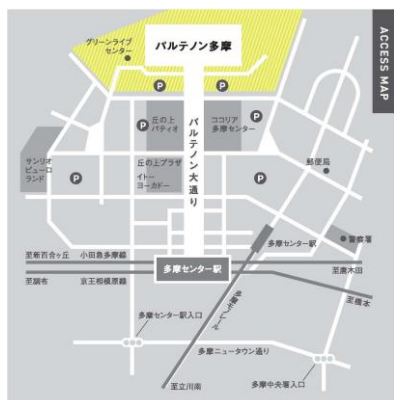 ACCESS MAP
グリーンライブ
センター
パルテノン多摩
P
P
P
P
丘の上
パティオ
ココリア
多摩センター
パルテノン大通り
サンリオ
ピューロ
ランド
P
丘の上プラザ
イトー
ヨーカドー
P
郵便局
多摩センター駅
警察署
至新百合ヶ丘
小田急多摩線
多摩センター駅
至唐木田
至調布
京王相模原線
至橋本
多摩モノレール
多摩センター駅入口
多摩ニュータウン通り
至立川南
多摩中央署入口